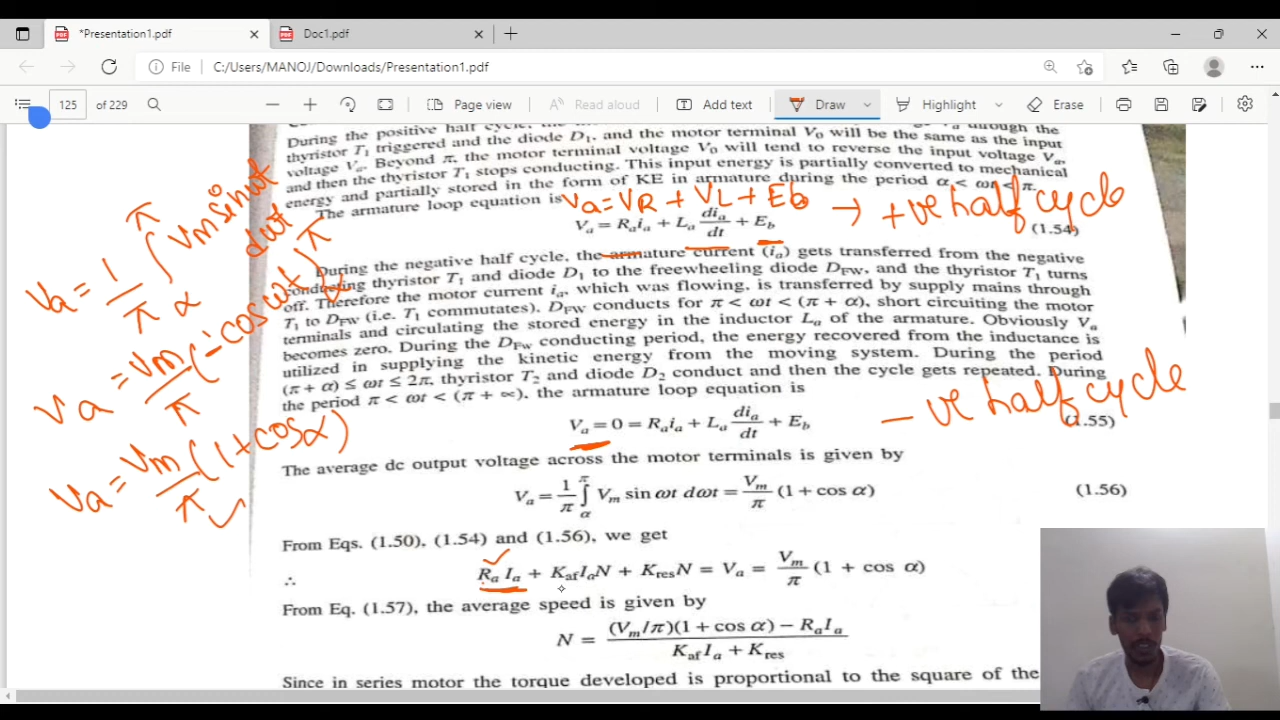 *Presentation1.pdf
Doc1.pdf
File C:/Users/MANOJ/Downloads/Presentation1.pdf
125 of 229 Page view Read aloud Add text Draw Highlight Erase
During the positive half cycle, the
thyristor T1 triggered and the diode D1, and the motor terminal V0 will be the same as the input
voltage Va. Beyond π, the motor terminal voltage V0 will tend to reverse the input voltage Va,
and then the thyristor T1 stops conducting. This input energy is partially converted to mechanical
energy and partially stored in the form of KE in armature during the period α < ωt < π.
The armature loop equation is
Va = VR + VL + Eb → +ve half cycle
Va = Raia + La dia/dt + Eb (1.54)
During the negative half cycle, the armature current (ia) gets transferred from the negative
conducting thyristor T1 and diode D1 to the freewheeling diode DFW, and the thyristor T1 turns
off. Therefore the motor current ia, which was flowing, is transferred by supply mains through
T1 to DFW (i.e. T1 commutates). DFW conducts for π < ωt < (π + α), short circuiting the motor
terminals and circulating the stored energy in the inductor La of the armature. Obviously Va
becomes zero. During the DFw conducting period, the energy recovered from the inductance is
utilized in supplying the kinetic energy from the moving system. During the period
(π + α) ≤ ωt ≤ 2π, thyristor T2 and diode D2 conduct and then the cycle gets repeated. During
the period π < ωt < (π + ∞), the armature loop equation is
- ve half cycle
Va = 0 = Raia + La dia/dt + Eb (1.55)
The average dc output voltage across the motor terminals is given by
Va = 1/π ∫απ Vm sin ωt dωt = Vm/π (1 + cos α) (1.56)
From Eqs. (1.50), (1.54) and (1.56), we get
∴ Ra Ia + KafIaN + KresN = Va = Vm/π (1 + cos α)
From Eq. (1.57), the average speed is given by
N = (Vm/π)(1 + cos α) − RaIa / KafIa + Kres
Since in series motor the torque developed is proportional to the square of the
Va = 1/π ∫απ Vm sinωt dωt
Va = Vm/π (-cosωt)απ
Va = Vm/π (1+cosα)